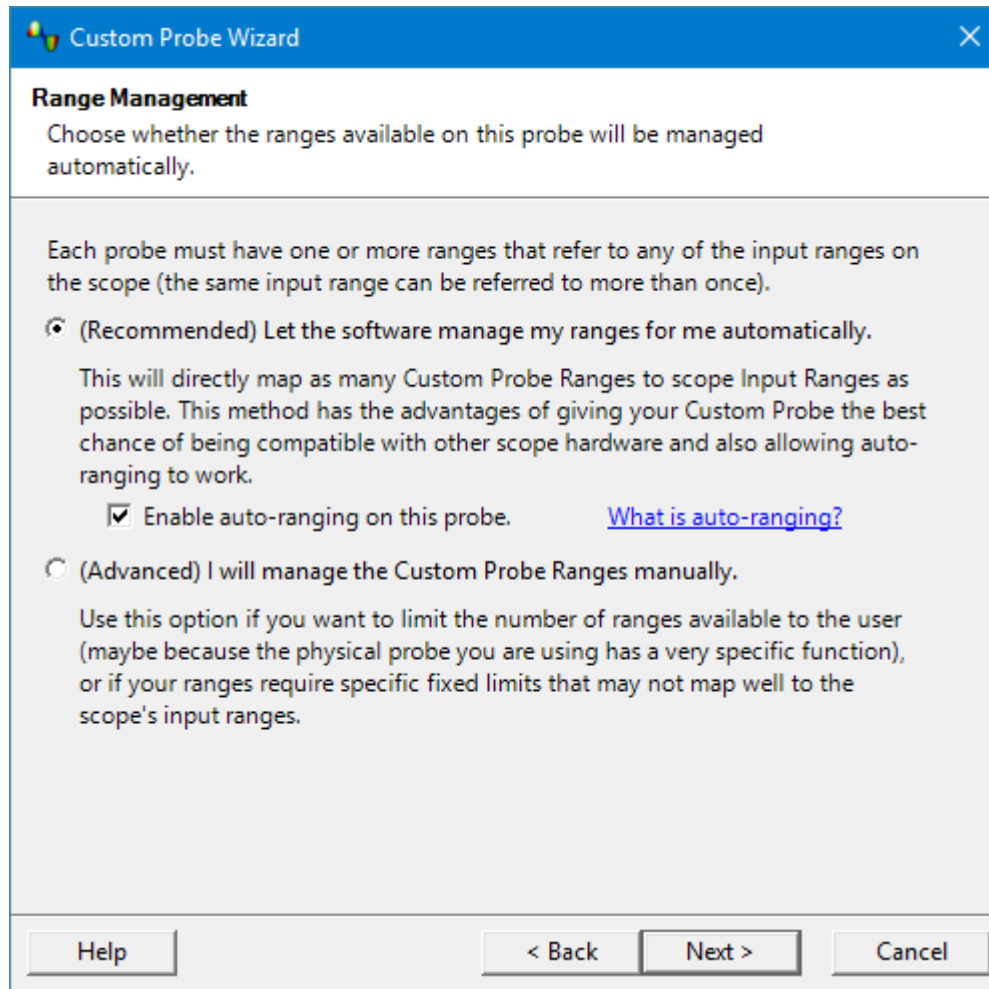 Custom Probe Wizard
Range Management
Choose whether the ranges available on this probe will be managed
automatically.
Each probe must have one or more ranges that refer to any of the input ranges on
the scope (the same input range can be referred to more than once).
(Recommended) Let the software manage my ranges for me automatically.
This will directly map as many Custom Probe Ranges to scope Input Ranges as
possible. This method has the advantages of giving your Custom Probe the best
chance of being compatible with other scope hardware and also allowing auto-
ranging to work.
Enable auto-ranging on this probe. What is auto-ranging?
(Advanced) I will manage the Custom Probe Ranges manually.
Use this option if you want to limit the number of ranges available to the user
(maybe because the physical probe you are using has a very specific function),
or if your ranges require specific fixed limits that may not map well to the
scope's input ranges.
Help < Back Next > Cancel